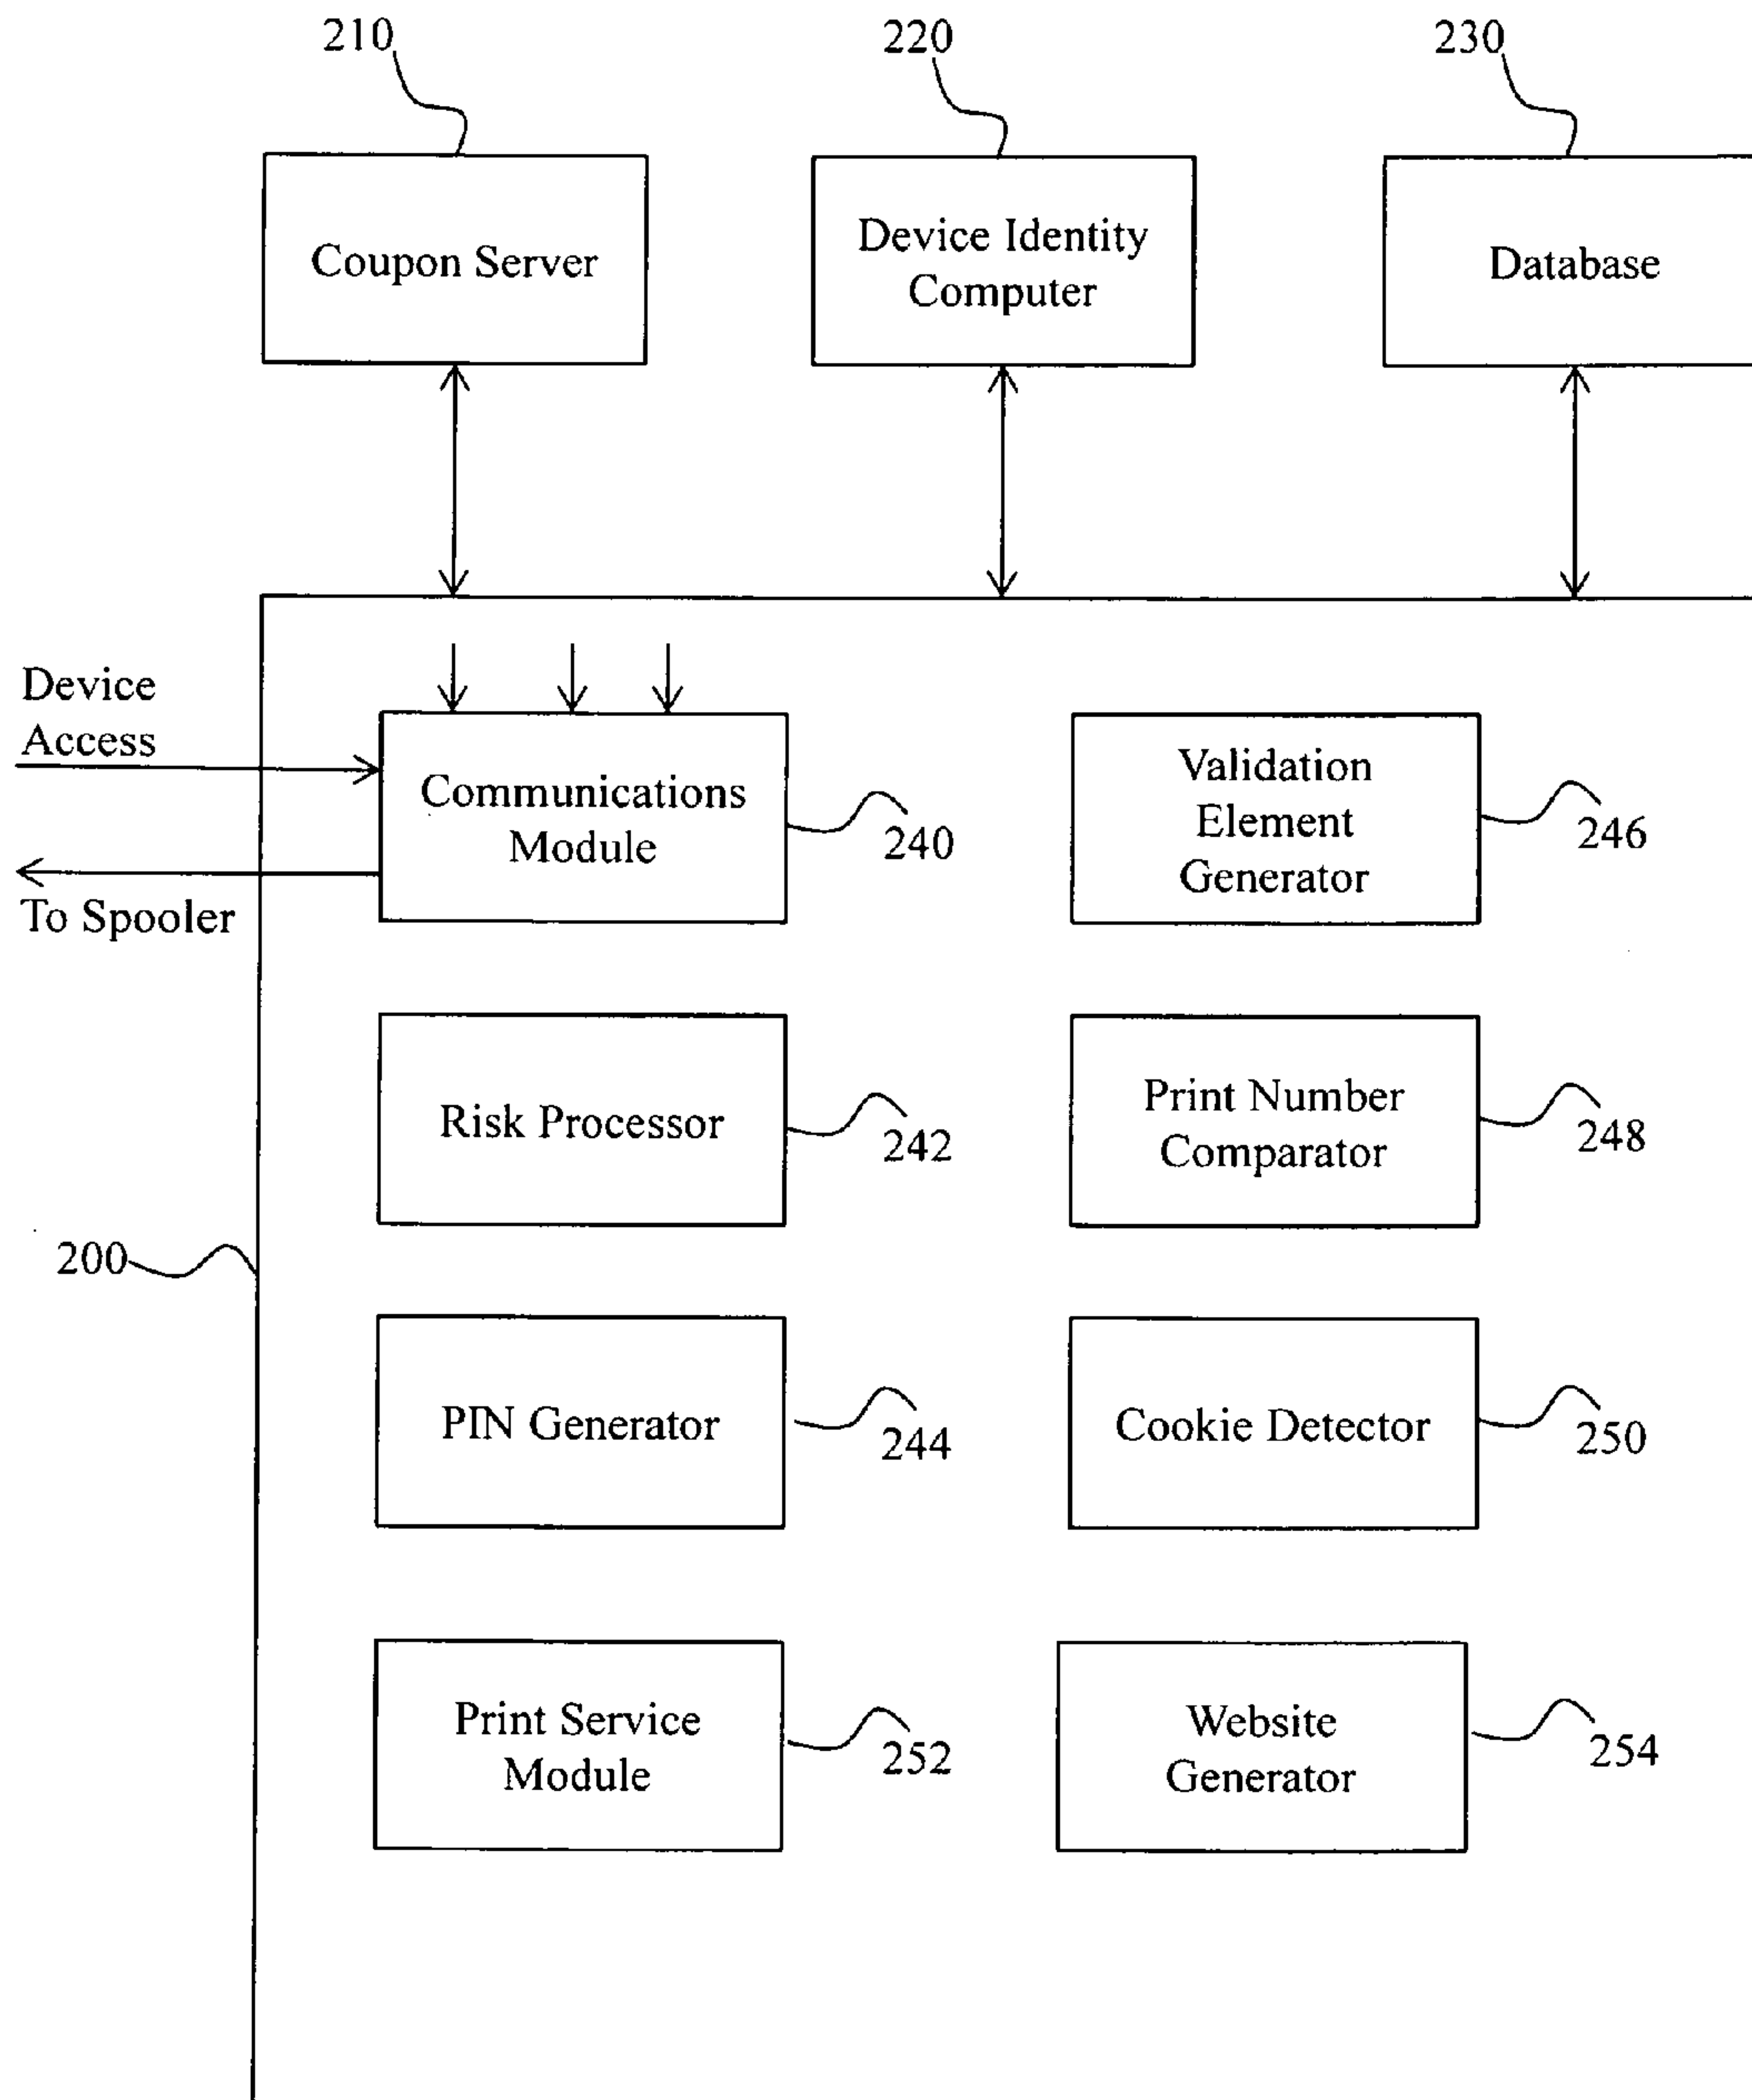 210
220
230
Coupon Server
Device Identity
Computer
Database
Device
Access
To Spooler
Communications
Module
240
Validation
Element
Generator
246
Risk Processor
242
Print Number
Comparator
248
200
PIN Generator
244
Cookie Detector
250
Print Service
Module
252
Website
Generator
254